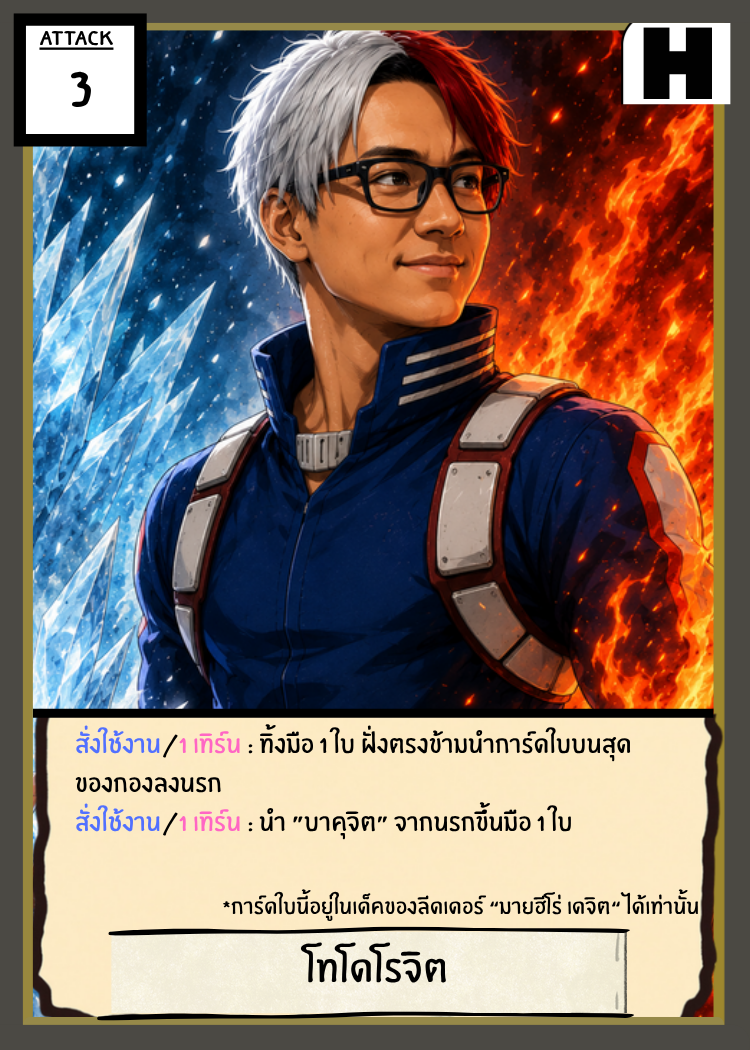 ATTACK
3
H
สั่งใช้งาน/1 เทิร์น : ทิ้งมือ 1 ใบ ฝั่งตรงข้ามนำการ์ดใบบนสุด
ของกองลงนรก
สั่งใช้งาน/1 เทิร์น : นำ "บาคุจิต" จากนรกขึ้นมือ 1 ใบ
*การ์ดใบนี้อยู่ในเด็คของลีดเดอร์ “มายฮีโร่ เดจิต“ ได้เท่านั้น
โทโดโรจิต